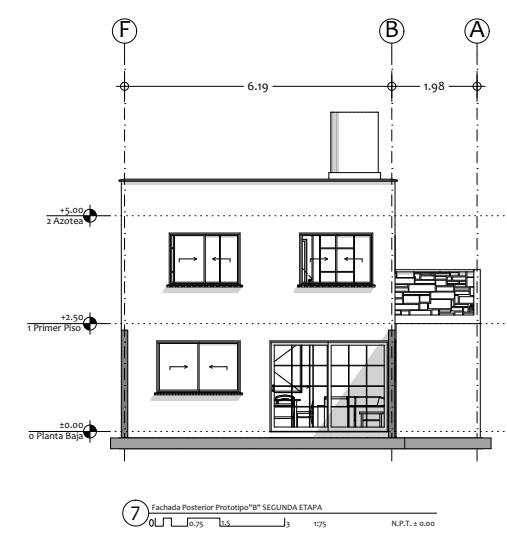 F B A
6.19 1.98
+5.00
2 Azotea
+2.50
1 Primer Piso
±0.00
0 Planta Baja
7 Fachada Posterior Prototipo"B" SEGUNDA ETAPA
0 0.75 1.5 3 1:75 N.P.T. ± 0.00